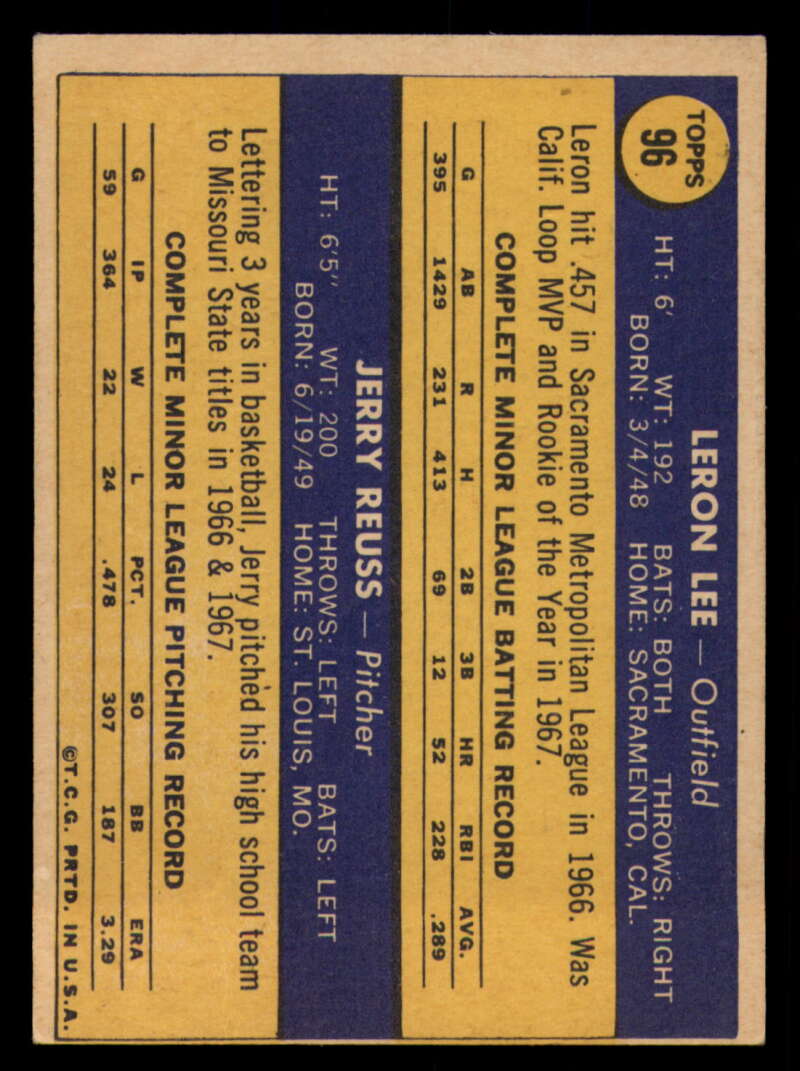 TOPPS
96
LERON LEE — Outfield
HT: 6' WT: 192 BATS: BOTH THROWS: RIGHT
BORN: 3/4/48 HOME: SACRAMENTO, CAL.
Leron hit .457 in Sacramento Metropolitan League in 1966. Was
Calif. Loop MVP and Rookie of the Year in 1967.
COMPLETE MINOR LEAGUE BATTING RECORD
G AB R H 2B 3B HR RBI AVG.
395 1429 231 413 69 12 52 228 .289
JERRY REUSS — Pitcher
HT: 6'5" WT: 200 THROWS: LEFT BATS: LEFT
BORN: 6/19/49 HOME: ST. LOUIS, MO.
Lettering 3 years in basketball, Jerry pitched his high school team
to Missouri State titles in 1966 & 1967.
COMPLETE MINOR LEAGUE PITCHING RECORD
G IP W L PCT. SO BB ERA
59 364 22 24 .478 307 187 3.29
©T.C.G. PRTD. IN U.S.A.